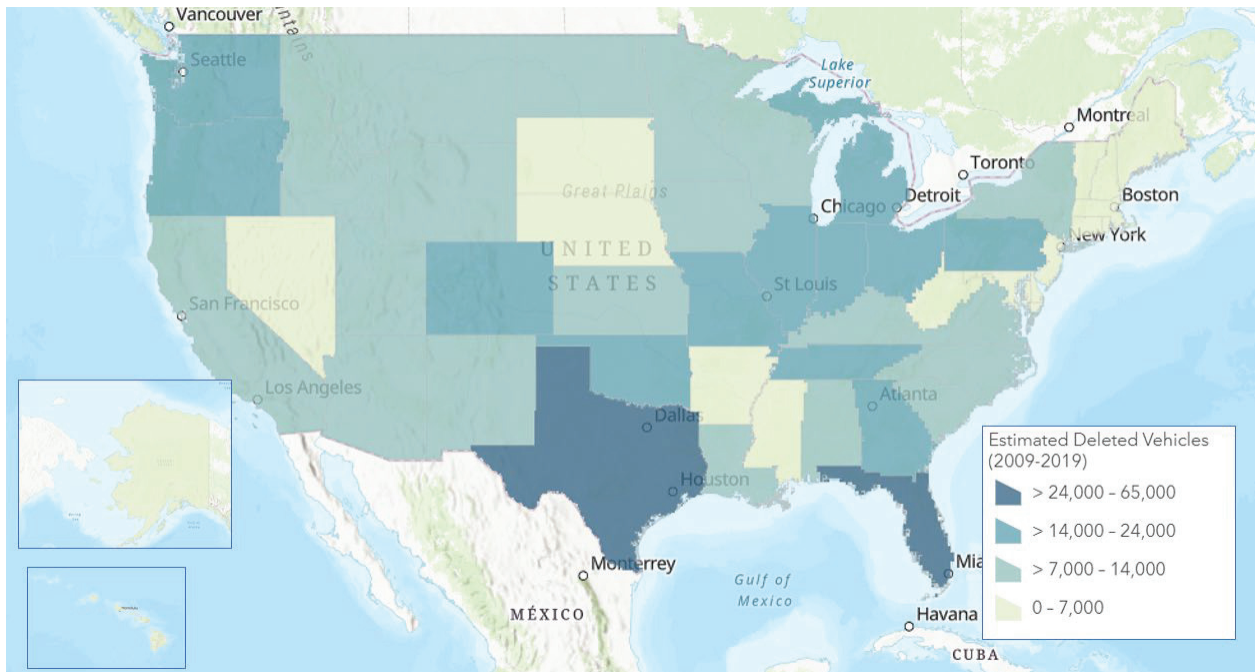 Vancouver
ntains
Seattle
Lake
Superior
Montreal
Toronto
Great Plains
Chicago
Detroit
Boston
New York
UNITED
STATES
St Louis
San Francisco
Los Angeles
Atlanta
Dallas
Houston
Estimated Deleted Vehicles
(2009-2019)
> 24,000 – 65,000
> 14,000 – 24,000
> 7,000 – 14,000
0 – 7,000
Mia
Monterrey
Gulf of
Mexico
MÉXICO
Havana
CUBA